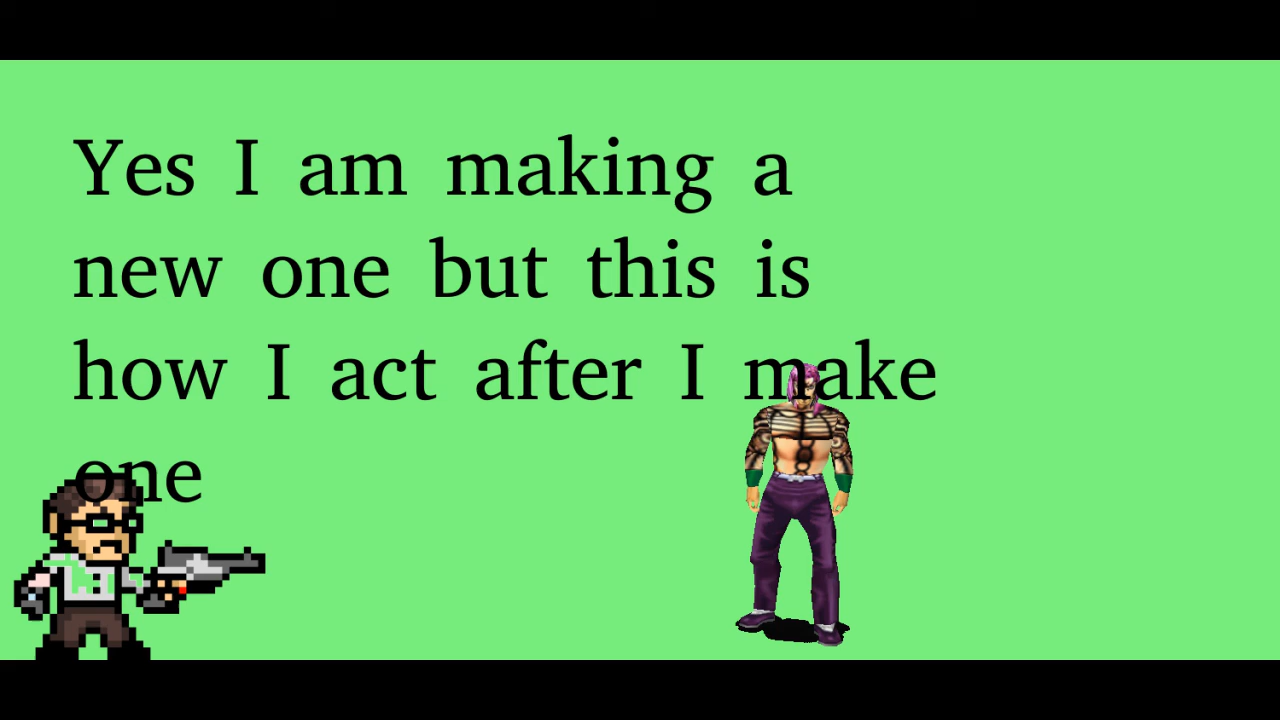 Yes I am making a
new one but this is
how I act after I make
one